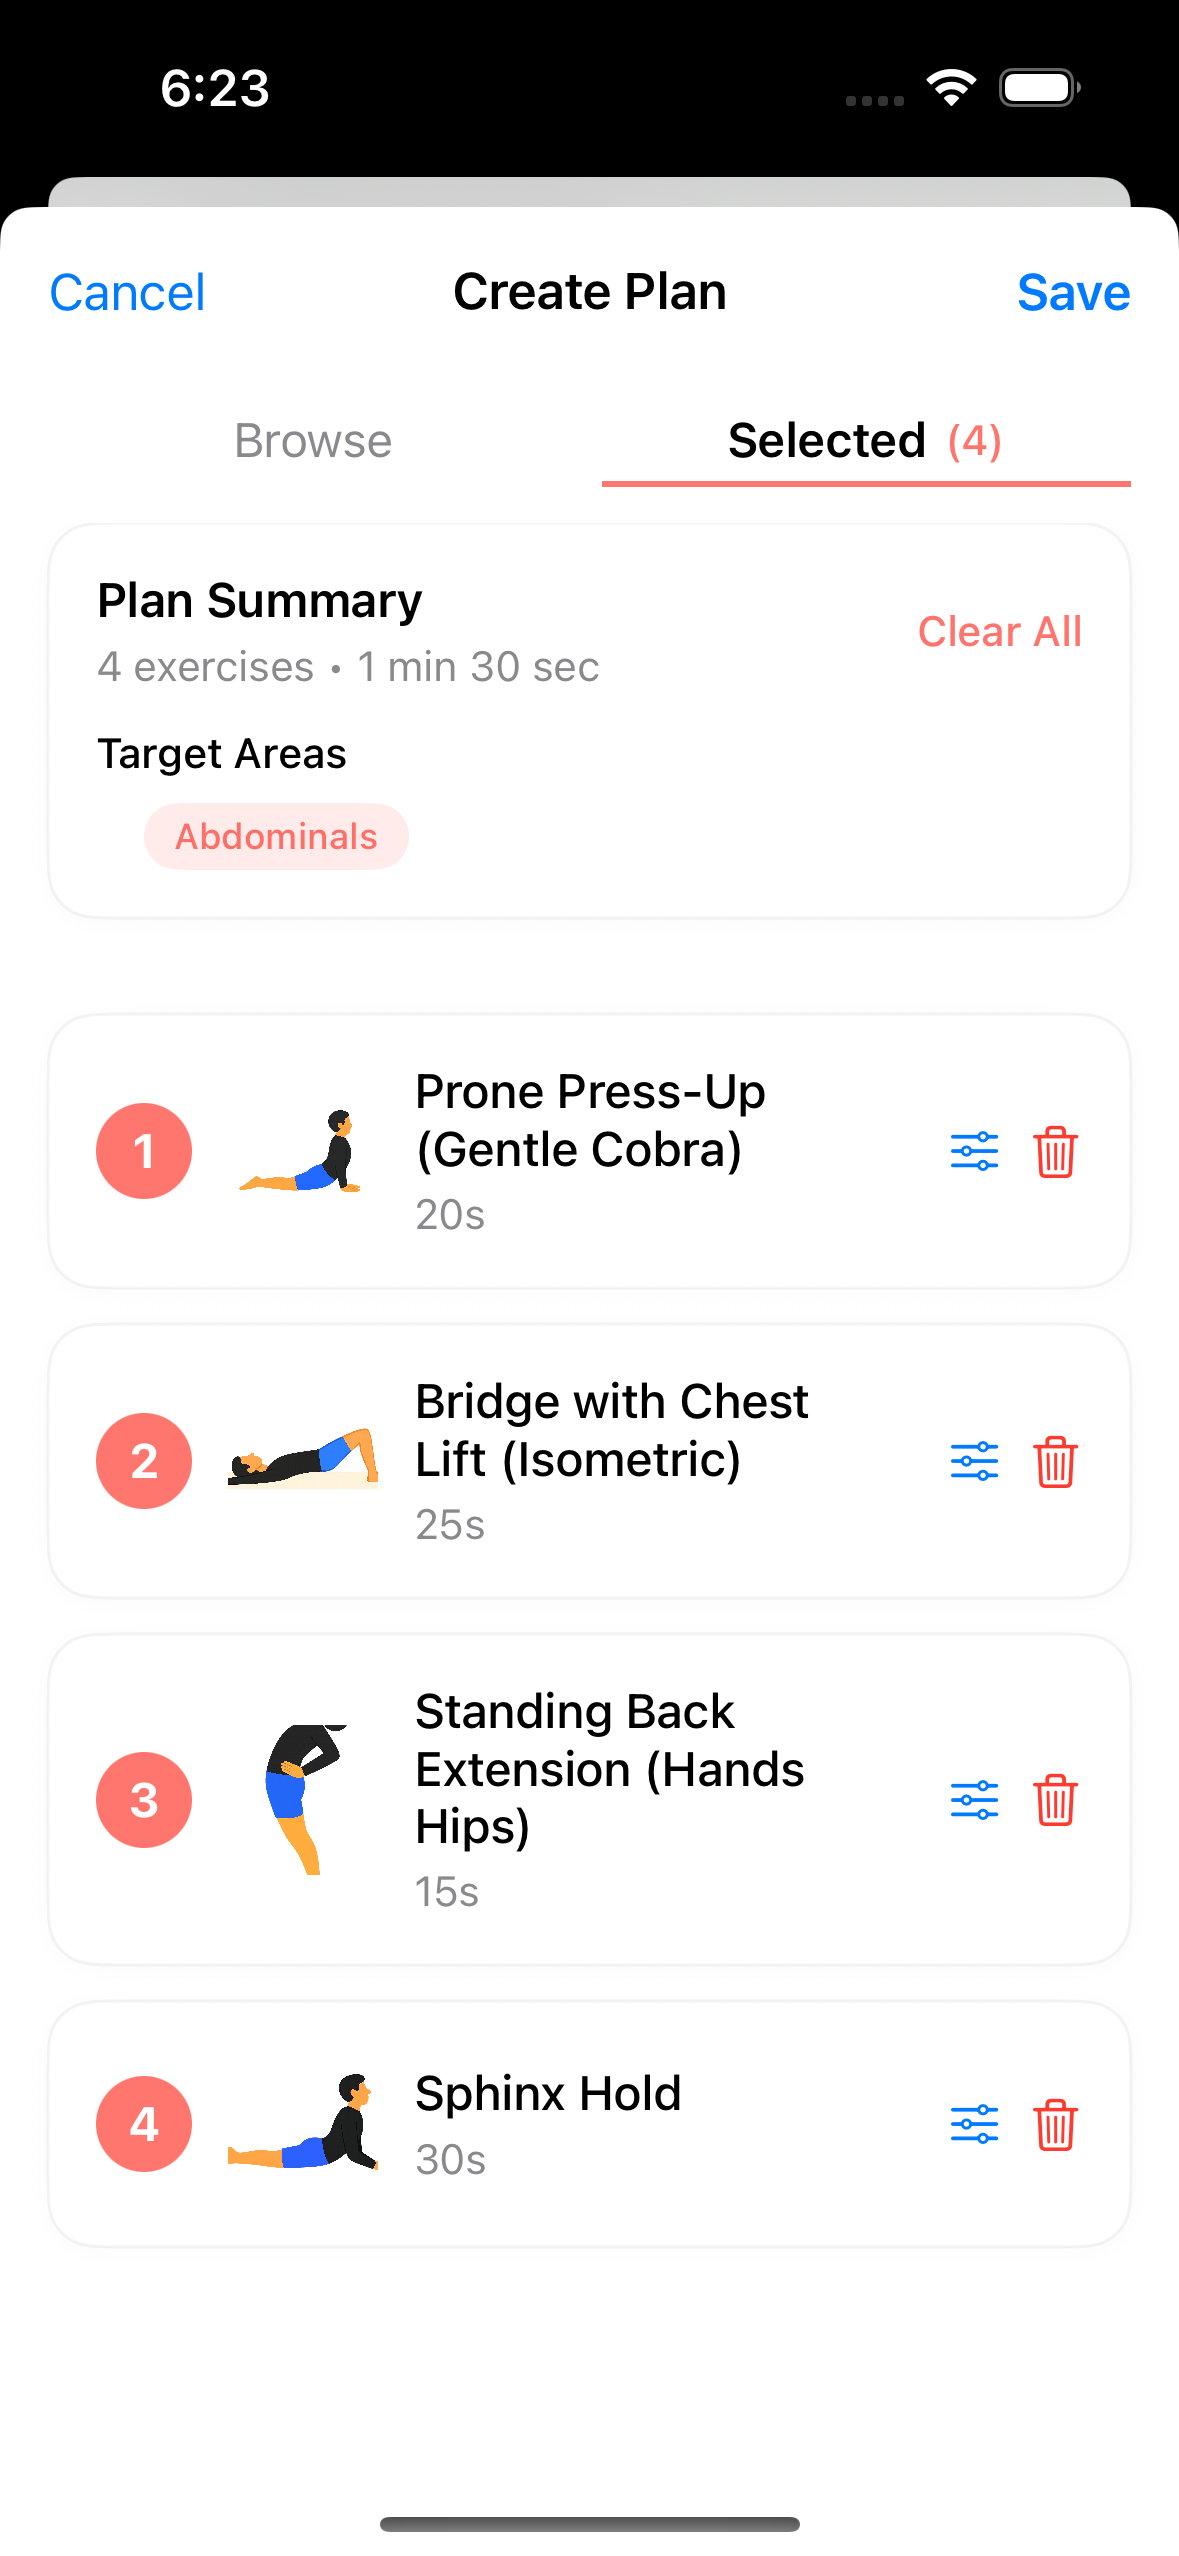 6:23
Cancel
Create Plan
Save
Browse
Selected (4)
Plan Summary
4 exercises • 1 min 30 sec
Clear All
Target Areas
Abdominals
1
Prone Press-Up
(Gentle Cobra)
20s
2
Bridge with Chest
Lift (Isometric)
25s
3
Standing Back
Extension (Hands
Hips)
15s
4
Sphinx Hold
30s